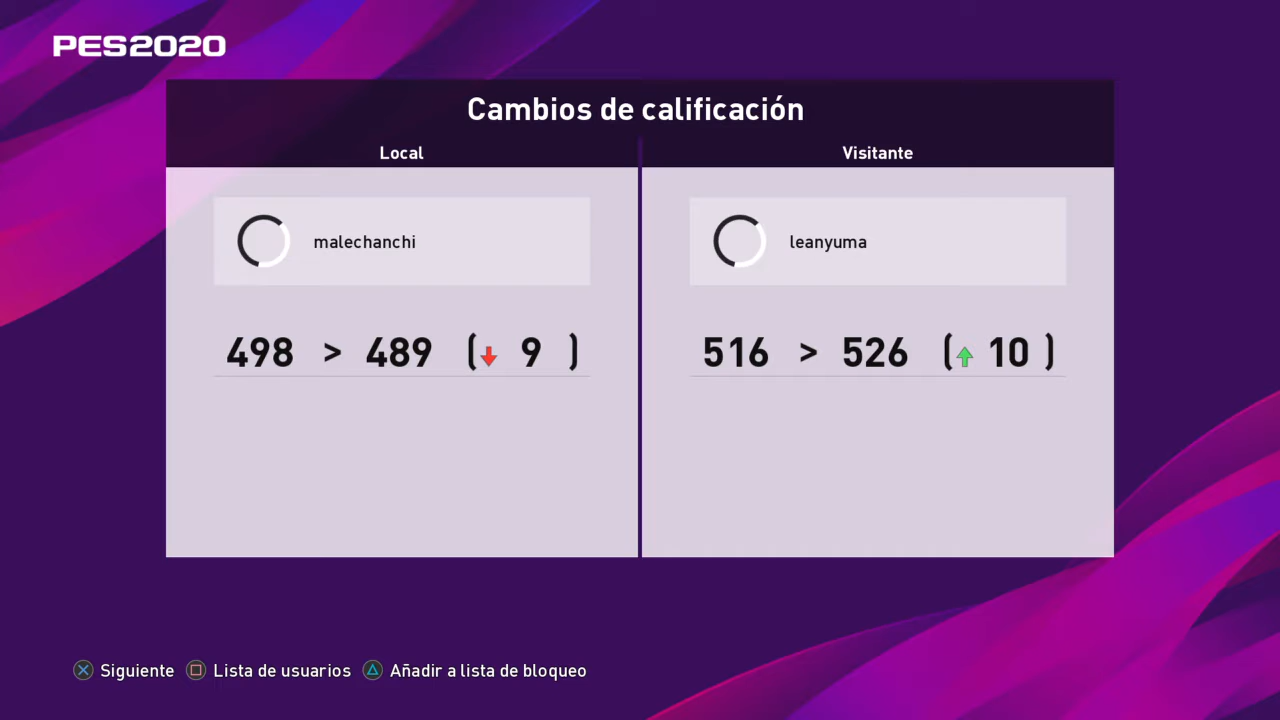 PES2020
Cambios de calificación
Local
Visitante
malechanchi
leanyuma
498 > 489 (↓ 9 )
516 > 526 (↑ 10 )
Siguiente Lista de usuarios Añadir a lista de bloqueo